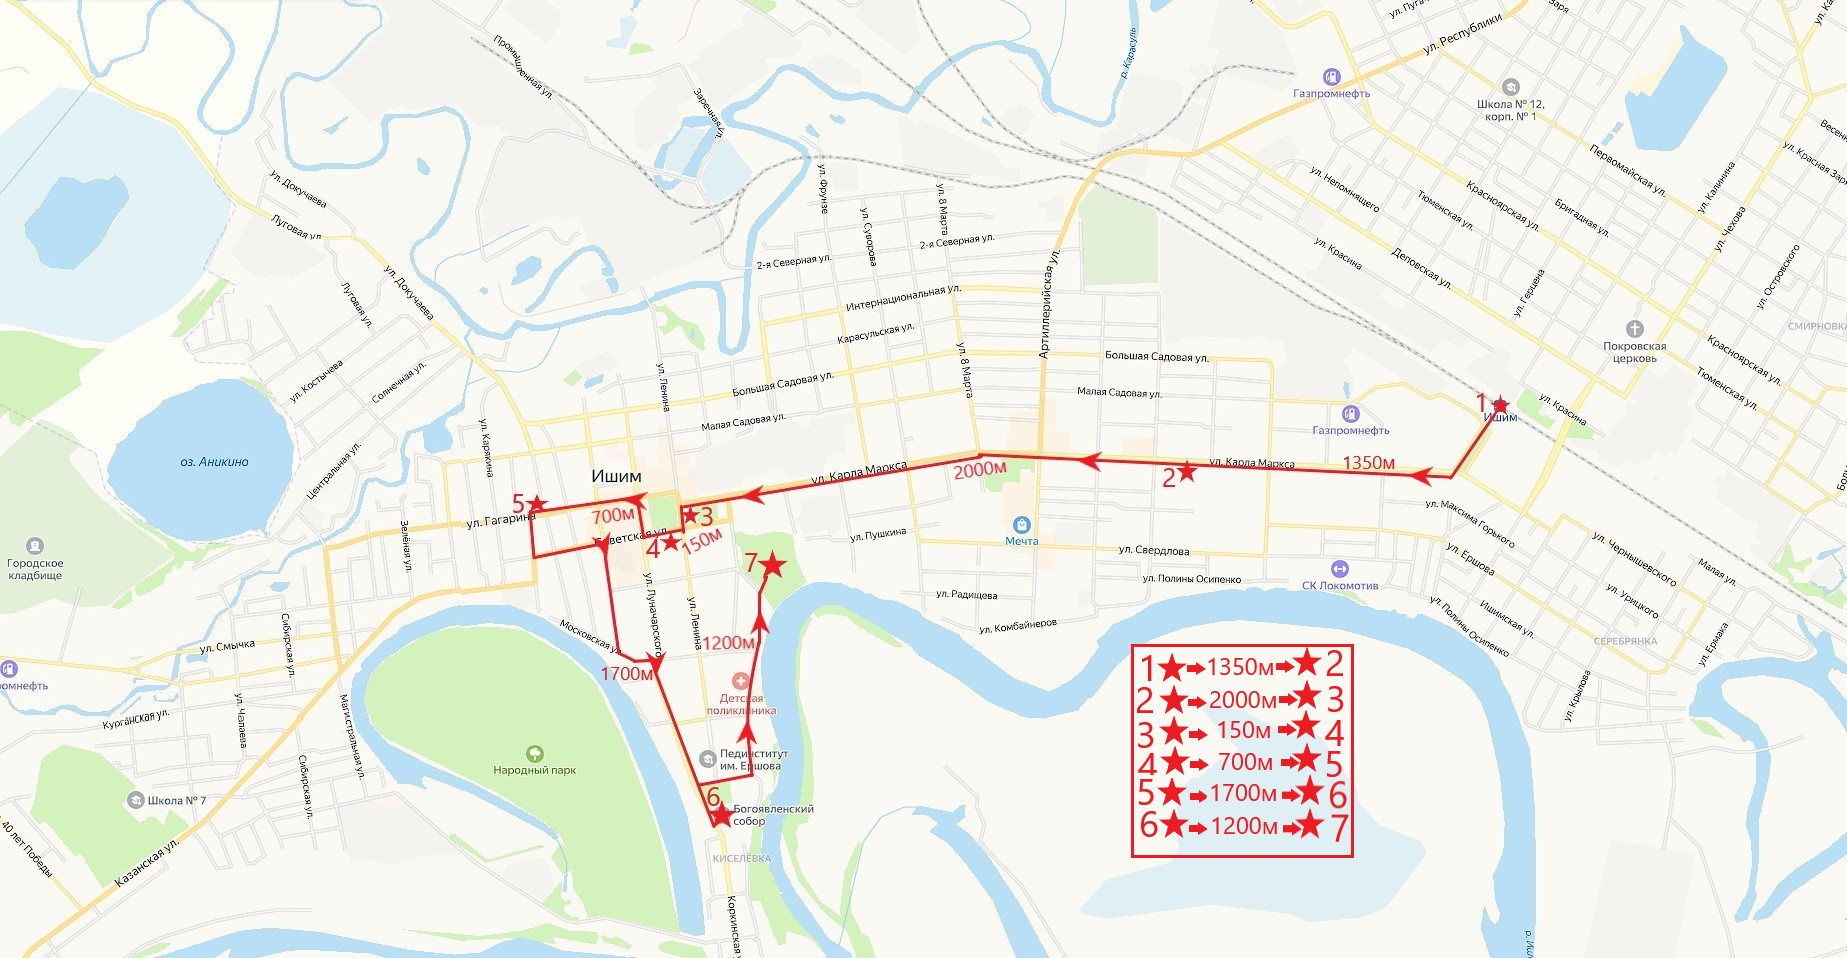 Промышленная ул.
Заречная ул.
р. Карасуль
ул. Республики
Газпромнефть
Школа № 12,
корп. № 1
Первомайская ул.
ул. Калинина
ул. Чехова
ул. Красная Зар
Весен
ул. Непомнящего
Тюменская ул.
Красноярская ул.
Бригадная ул.
ул. Докучаева
Луговая ул.
ул. Докучаева
Луговая ул.
ул. Фрунзе
ул. Суворова
ул. 8 Марта
2-я Северная ул.
2-я Северная ул.
Интернациональная ул.
Карасульская ул.
Артиллерийская ул.
ул. Красина
Деповская ул.
ул. Герцена
ул. Островского
СМИРНОВКА
Покровская
церковь
Красноярская ул.
Тюменская ул.
ул. Костычева
Солнечная ул.
ул. Ленина
Большая Садовая ул.
Малая Садовая ул.
ул. 8 Марта
Большая Садовая ул.
Малая Садовая ул.
Газпромнефть
1
Ишим
ул. Красина
оз. Аникино
Центральная ул.
ул. Карякина
Ишим
ул. Карла Маркса
2000м
2
ул. Карла Маркса
1350м
ул. Максима Горького
5
ул. Гагарина
700м
Советская ул.
3
4
150м
ул. Пушкина
Мечта
ул. Свердлова
ул. Ершова
ул. Чернышевского
Малая ул.
Городское
кладбище
Зелёная ул.
7
ул. Радищева
ул. Полины Осипенко
СК Локомотив
ул. Урицкого
ул. Полины Осипенко
Ишимская ул.
СЕРЕБРЯНКА
ул. Ермака
ул. Крылова
ул. Комбайнеров
Сибирская ул.
ул. Смычка
Московская ул.
ул. Луначарского
ул. Ленина
1200м
1700м
Детская
поликлиника
промнефть
Курганская ул.
ул. Чапаева
Магистральная ул.
Сибирская ул.
Народный парк
Пединститут
им. Ершова
6
Богоявленский
собор
КИСЕЛЁВКА
Школа № 7
40 лет Победы
Казанская ул.
Коркинская ул.
1 1350м 2
2 2000м 3
3 150м 4
4 700м 5
5 1700м 6
6 1200м 7